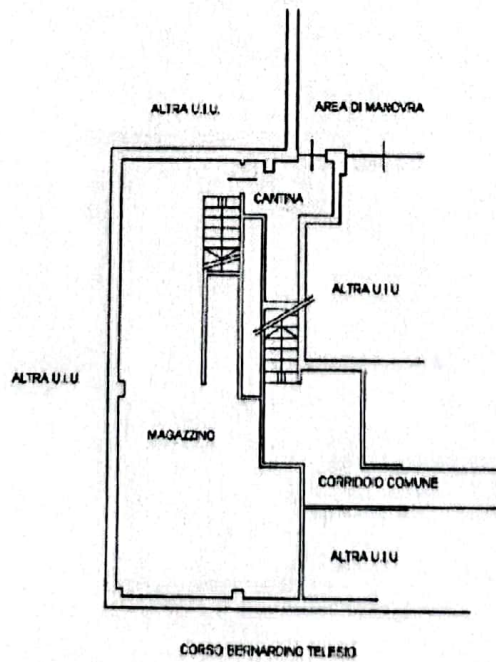 ALTRA U.I.U.
AREA DI MANOVRA
CANTINA
ALTRA U.I.U
ALTRA U.I.U.
MAGAZZINO
CORRIDOIO COMUNE
ALTRA U.I.U
CORSO BERNARDINO TELESIO